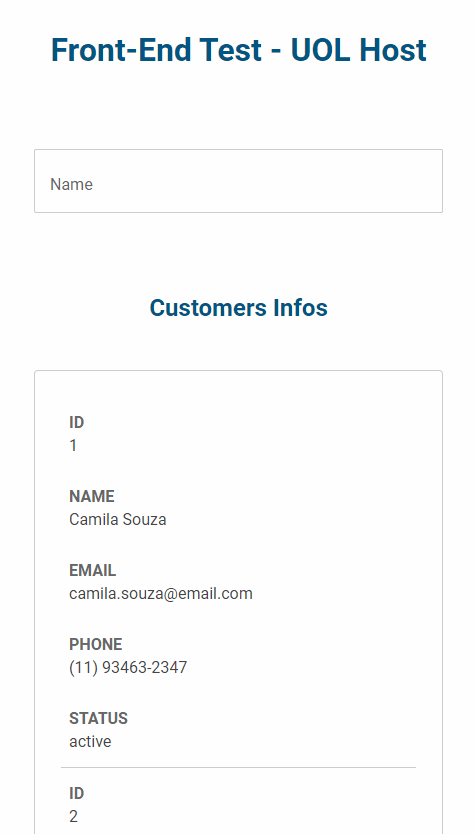 Front-End Test - UOL Host
Name
Customers Infos
ID
1
NAME
Camila Souza
EMAIL
camila.souza@email.com
PHONE
(11) 93463-2347
STATUS
active
ID
2